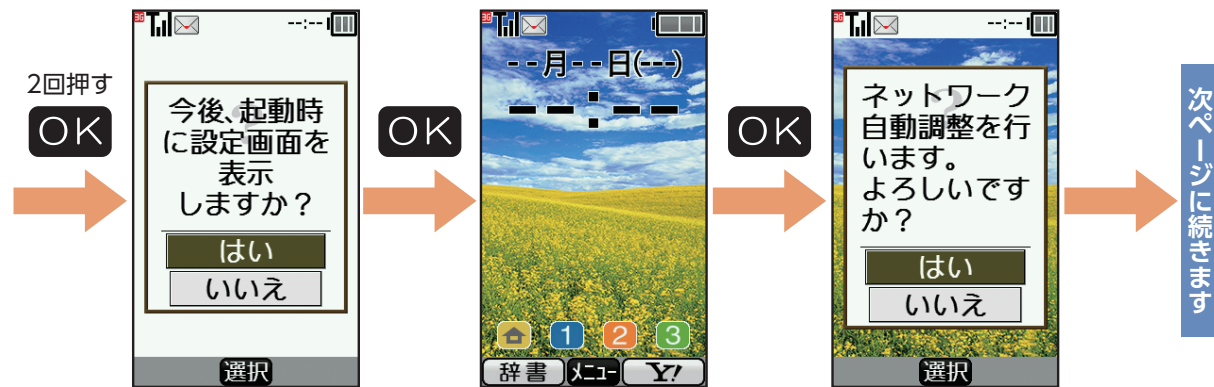 2回押す
OK
3G
--:--
今後、起動時
に設定画面を
表示
しますか？
はい
いいえ
選択
OK
3G
--月--日(---)
--:--
1 2 3
辞書 メニュー Y!
OK
3G
--:--
ネットワーク
自動調整を行
います。
よろしいです
か？
はい
いいえ
選択
次ページに続きます